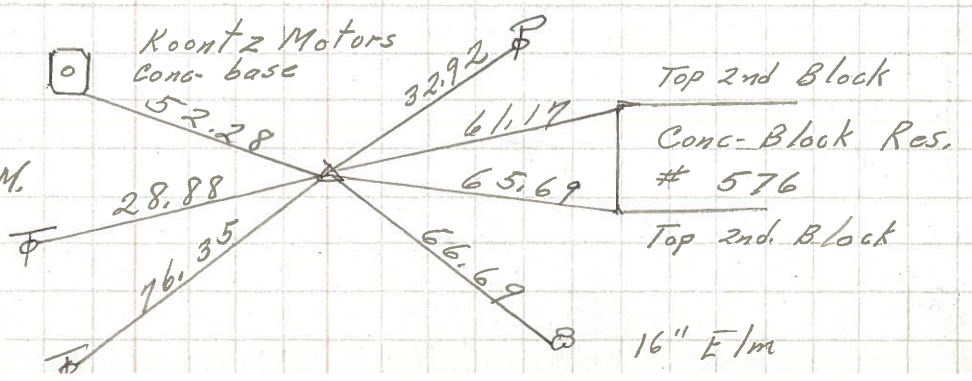 Koontz Motors
Conc- base
52.28
32.92
61.17
Top 2nd Block
Conc-Block Res.
# 576
65.69
Top 2nd. Block
M.
28.88
76.35
66.69
16" Elm